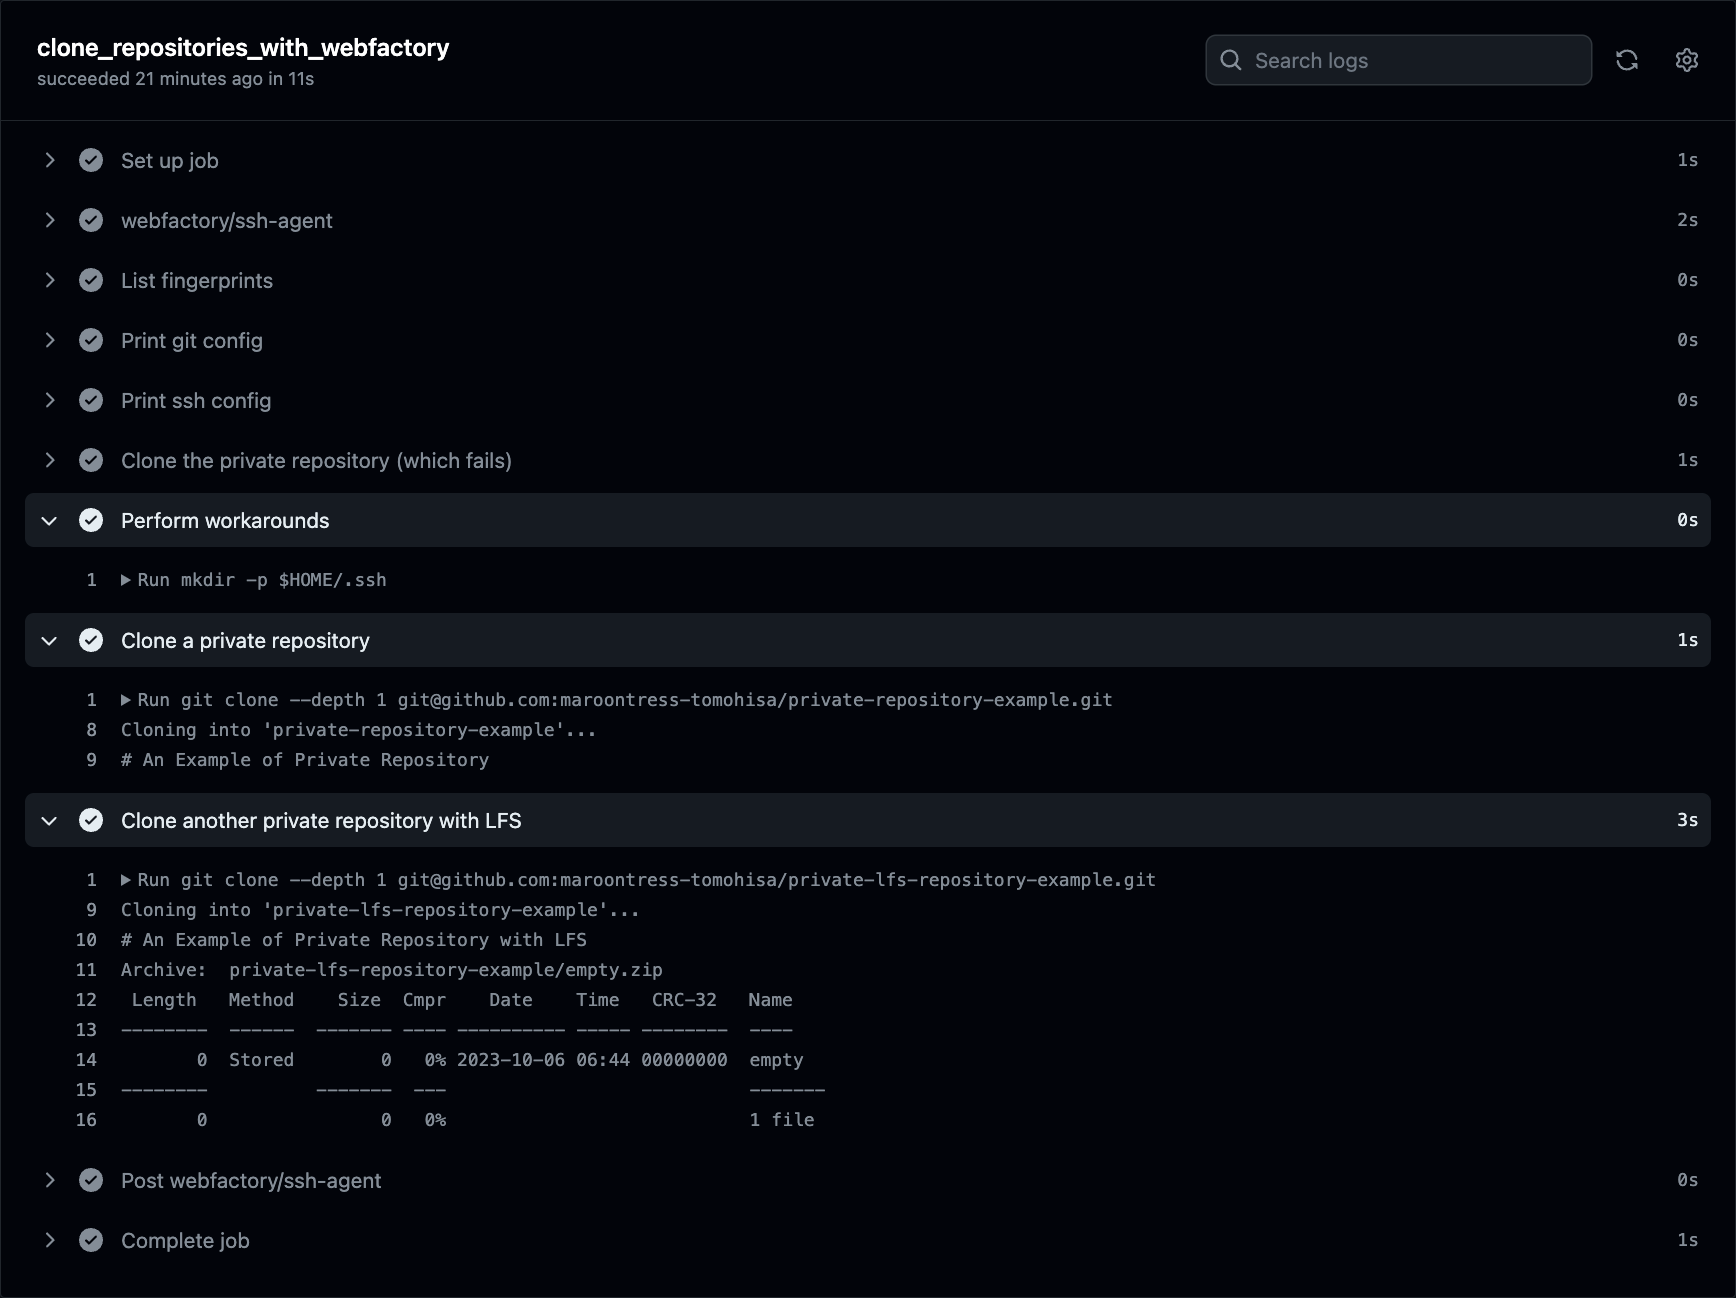 clone_repositories_with_webfactory
succeeded 21 minutes ago in 11s
Search logs
Set up job 1s
webfactory/ssh-agent 2s
List fingerprints 0s
Print git config 0s
Print ssh config 0s
Clone the private repository (which fails) 1s
Perform workarounds 0s
1 Run mkdir -p $HOME/.ssh
Clone a private repository 1s
1 Run git clone --depth 1 git@github.com:maroontress-tomohisa/private-repository-example.git
8 Cloning into 'private-repository-example'...
9 # An Example of Private Repository
Clone another private repository with LFS 3s
1 Run git clone --depth 1 git@github.com:maroontress-tomohisa/private-lfs-repository-example.git
9 Cloning into 'private-lfs-repository-example'...
10 # An Example of Private Repository with LFS
11 Archive:  private-lfs-repository-example/empty.zip
12  Length   Method    Size  Cmpr    Date    Time   CRC-32   Name
13 --------  ------  ------- ---- ---------- ----- --------  ----
14        0  Stored        0   0% 2023-10-06 06:44 00000000  empty
15 --------          -------  ---                            -------
16        0                0   0%                            1 file
Post webfactory/ssh-agent 0s
Complete job 1s